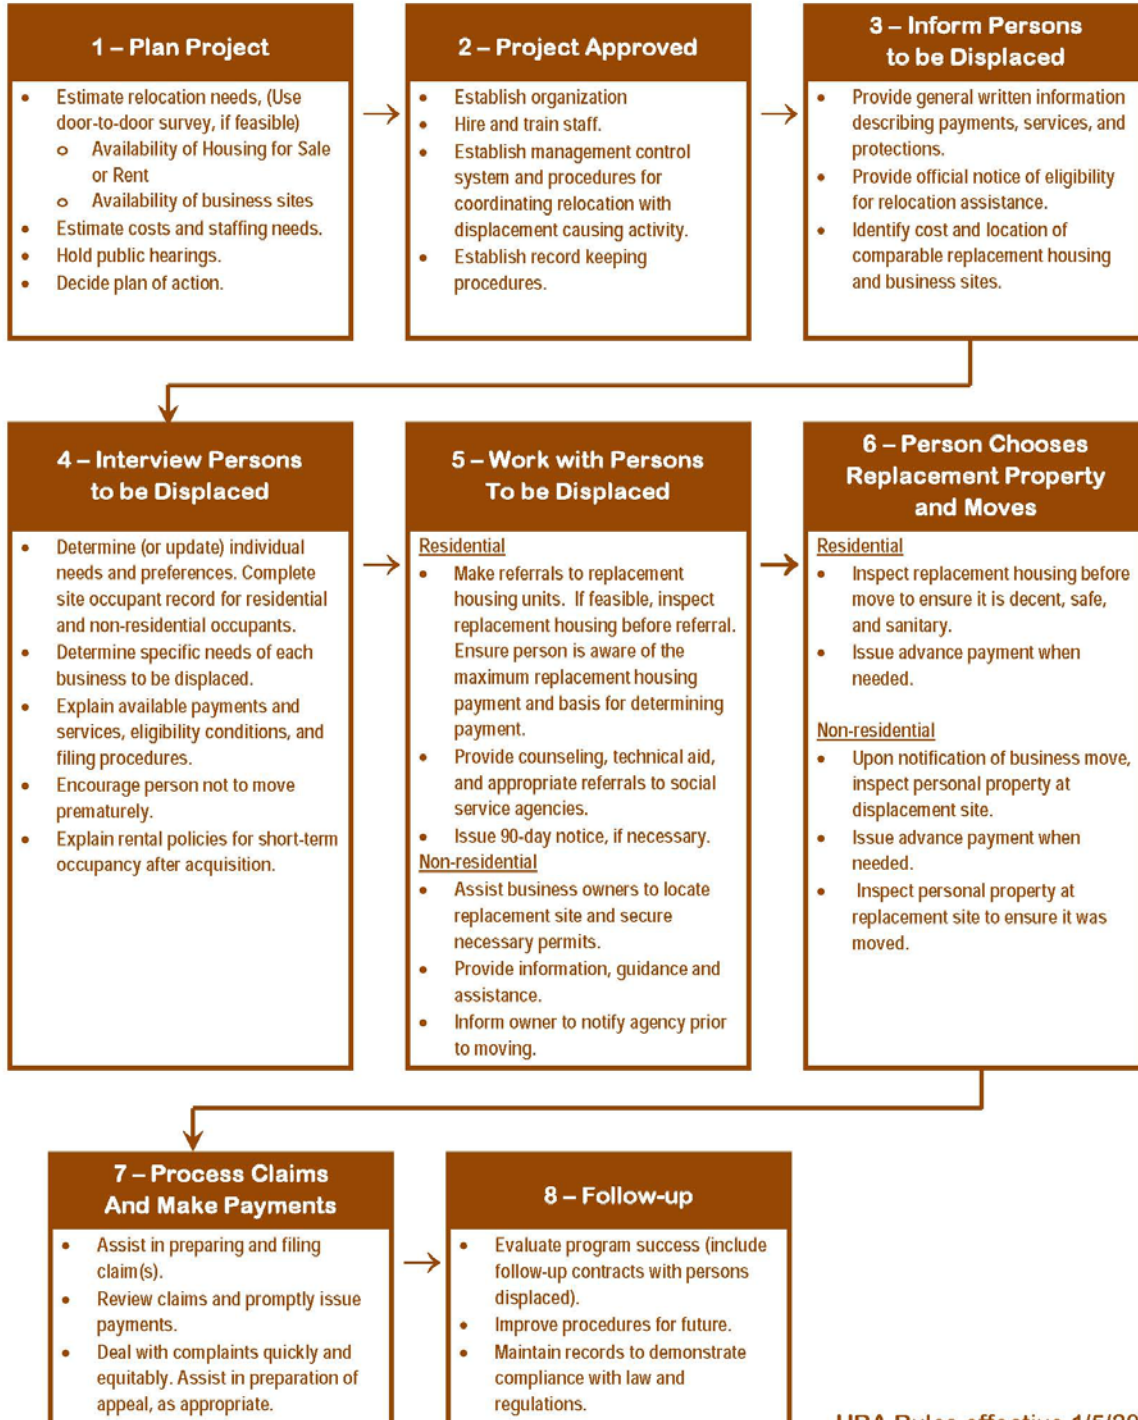 1 – Plan Project
• Estimate relocation needs, (Use
door-to-door survey, if feasible)
o Availability of Housing for Sale
or Rent
o Availability of business sites
• Estimate costs and staffing needs.
• Hold public hearings.
• Decide plan of action.
2 – Project Approved
• Establish organization
• Hire and train staff.
• Establish management control
system and procedures for
coordinating relocation with
displacement causing activity.
• Establish record keeping
procedures.
3 – Inform Persons
to be Displaced
• Provide general written information
describing payments, services, and
protections.
• Provide official notice of eligibility
for relocation assistance.
• Identify cost and location of
comparable replacement housing
and business sites.
4 – Interview Persons
to be Displaced
• Determine (or update) individual
needs and preferences. Complete
site occupant record for residential
and non-residential occupants.
• Determine specific needs of each
business to be displaced.
• Explain available payments and
services, eligibility conditions, and
filing procedures.
• Encourage person not to move
prematurely.
• Explain rental policies for short-term
occupancy after acquisition.
5 – Work with Persons
To be Displaced
Residential
• Make referrals to replacement
housing units. If feasible, inspect
replacement housing before referral.
Ensure person is aware of the
maximum replacement housing
payment and basis for determining
payment.
• Provide counseling, technical aid,
and appropriate referrals to social
service agencies.
• Issue 90-day notice, if necessary.
Non-residential
• Assist business owners to locate
replacement site and secure
necessary permits.
• Provide information, guidance and
assistance.
• Inform owner to notify agency prior
to moving.
6 – Person Chooses
Replacement Property
and Moves
Residential
• Inspect replacement housing before
move to ensure it is decent, safe,
and sanitary.
• Issue advance payment when
needed.
Non-residential
• Upon notification of business move,
inspect personal property at
displacement site.
• Issue advance payment when
needed.
• Inspect personal property at
replacement site to ensure it was
moved.
7 – Process Claims
And Make Payments
• Assist in preparing and filing
claim(s).
• Review claims and promptly issue
payments.
• Deal with complaints quickly and
equitably. Assist in preparation of
appeal, as appropriate.
8 – Follow-up
• Evaluate program success (include
follow-up contracts with persons
displaced).
• Improve procedures for future.
• Maintain records to demonstrate
compliance with law and
regulations.
URA Rules effective